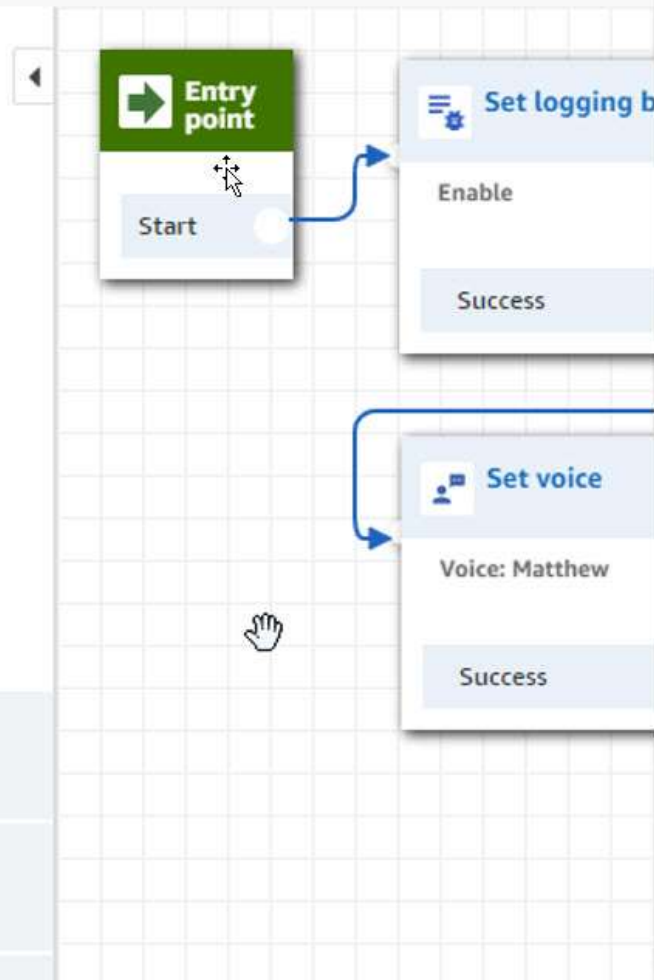 Entry
point
Start
Set logging b
Enable
Success
Set voice
Voice: Matthew
Success